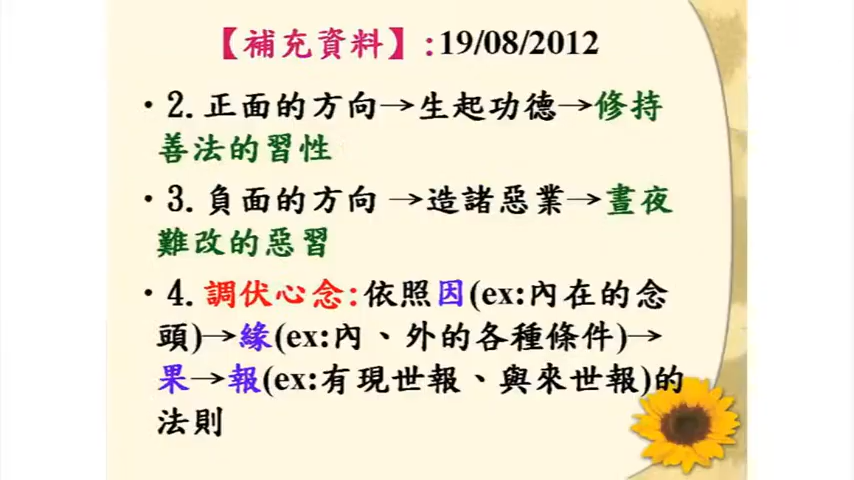 【補充資料】:19/08/2012
•2.正面的方向→生起功德→修持
善法的習性
•3.負面的方向 →造諸惡業→晝夜
難改的惡習
•4.調伏心念:依照因(ex:內在的念
頭)→緣(ex:內、外的各種條件)→
果→報(ex:有現世報、與來世報)的
法則